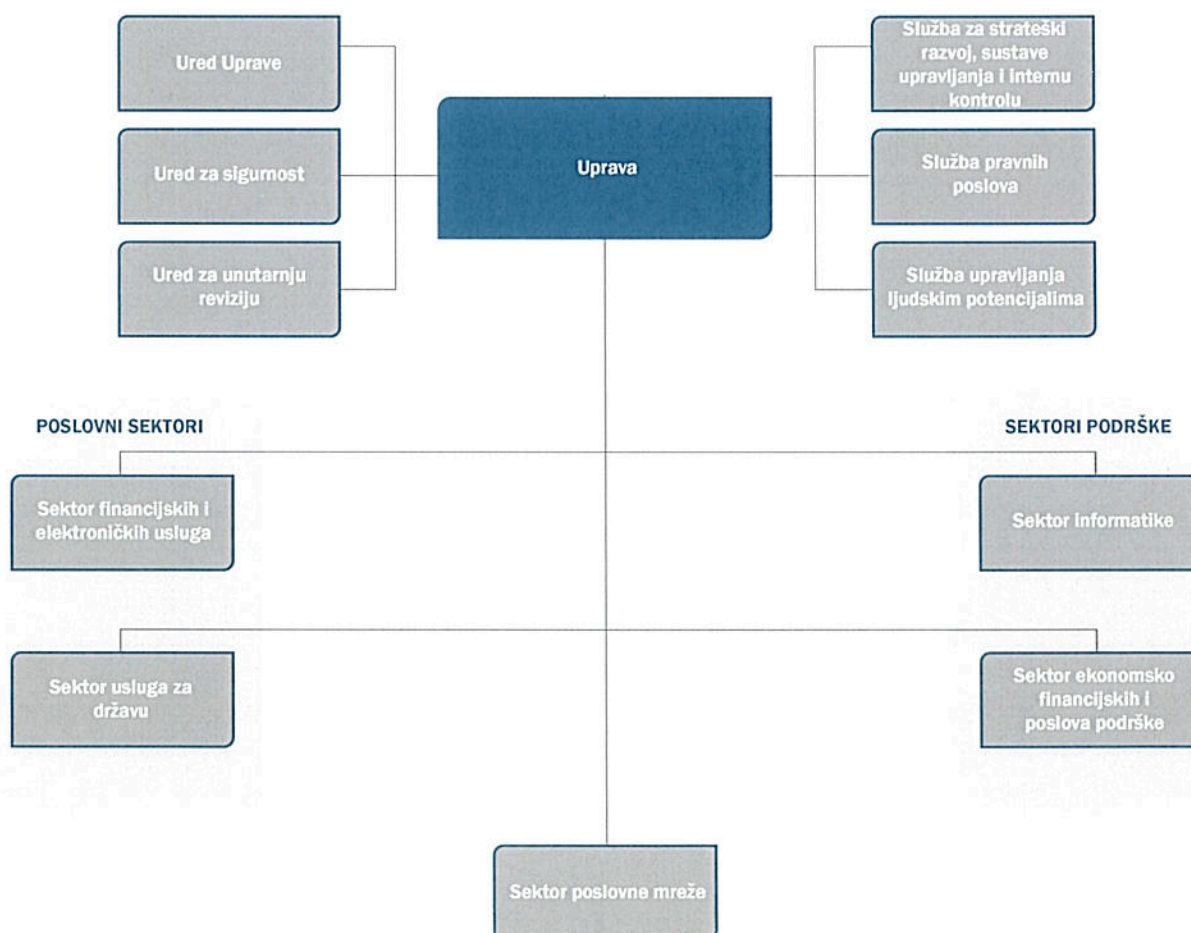 Ured Uprave
Ured za sigurnost
Ured za unutarnju
reviziju
Uprava
Služba za strateški
razvoj, sustave
upravljanja i internu
kontrolu
Služba pravnih
poslova
Služba upravljanja
ljudskim potencijalima
POSLOVNI SEKTORI
SEKTORI PODRŠKE
Sektor financijskih i
elektroničkih usluga
Sektor informatike
Sektor usluga za
državu
Sektor ekonomsko
financijskih i
poslova podrške
Sektor poslovne mreže